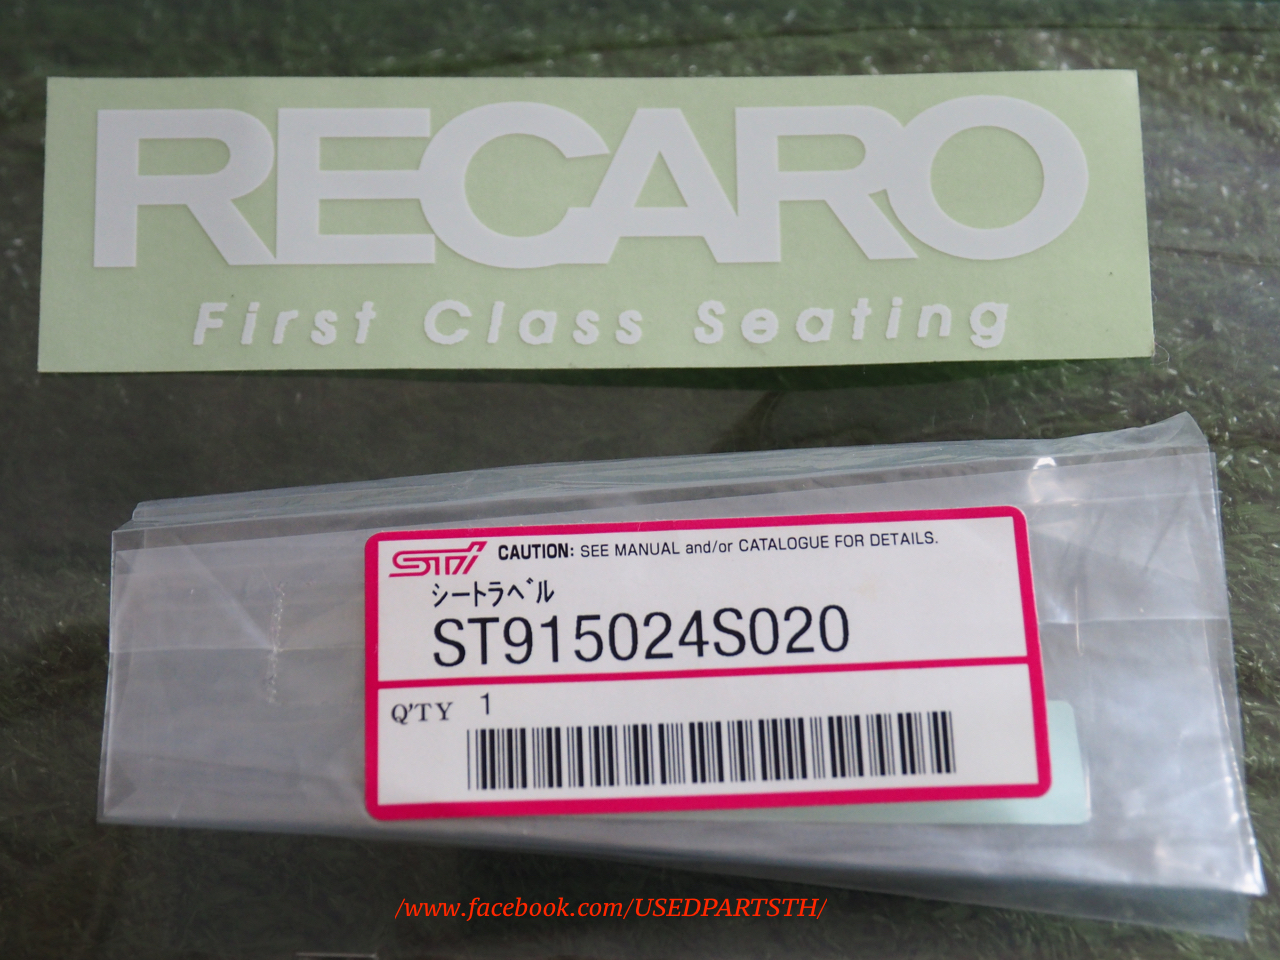 RECARO
First Class Seating
STI CAUTION: SEE MANUAL and/or CATALOGUE FOR DETAILS.
シートラベル
ST915024S020
Q'TY 1
/www.facebook.com/USEDPARTSTH/